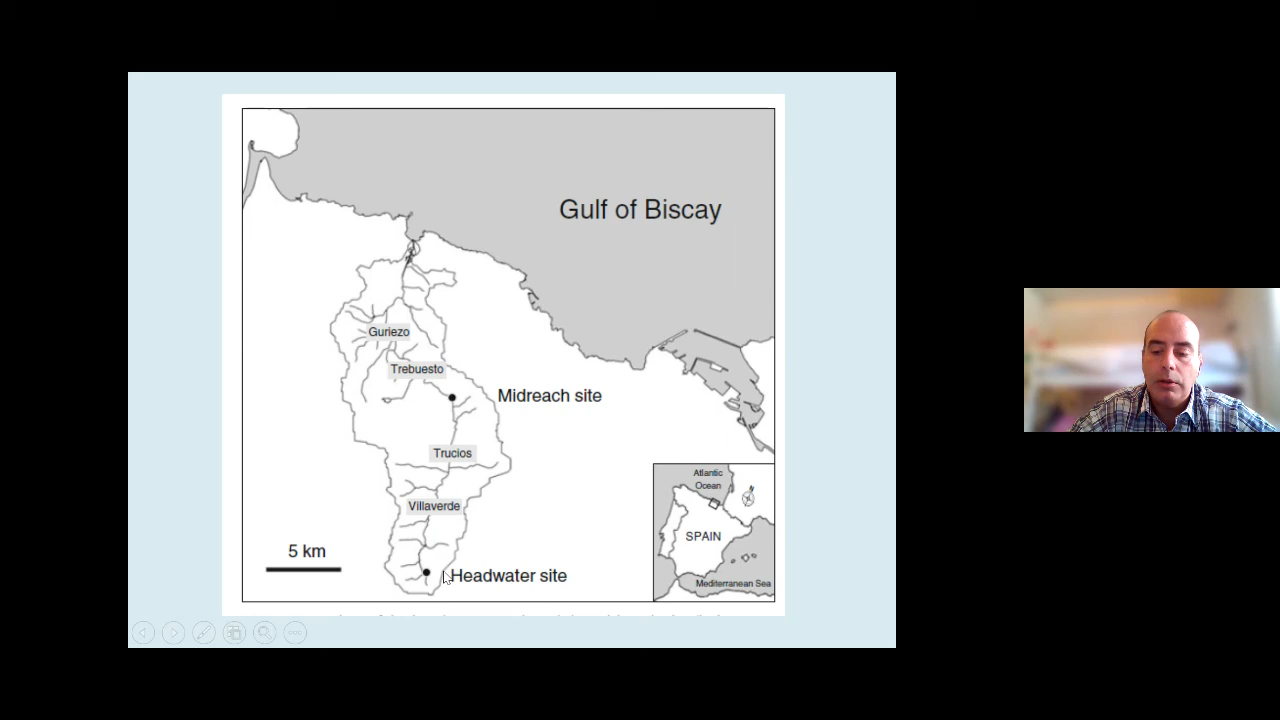 Gulf of Biscay
Guriezo
Trebuesto
Midreach site
Trucios
Villaverde
5 km
Headwater site
Atlantic
Ocean
N
SPAIN
Mediterranean Sea